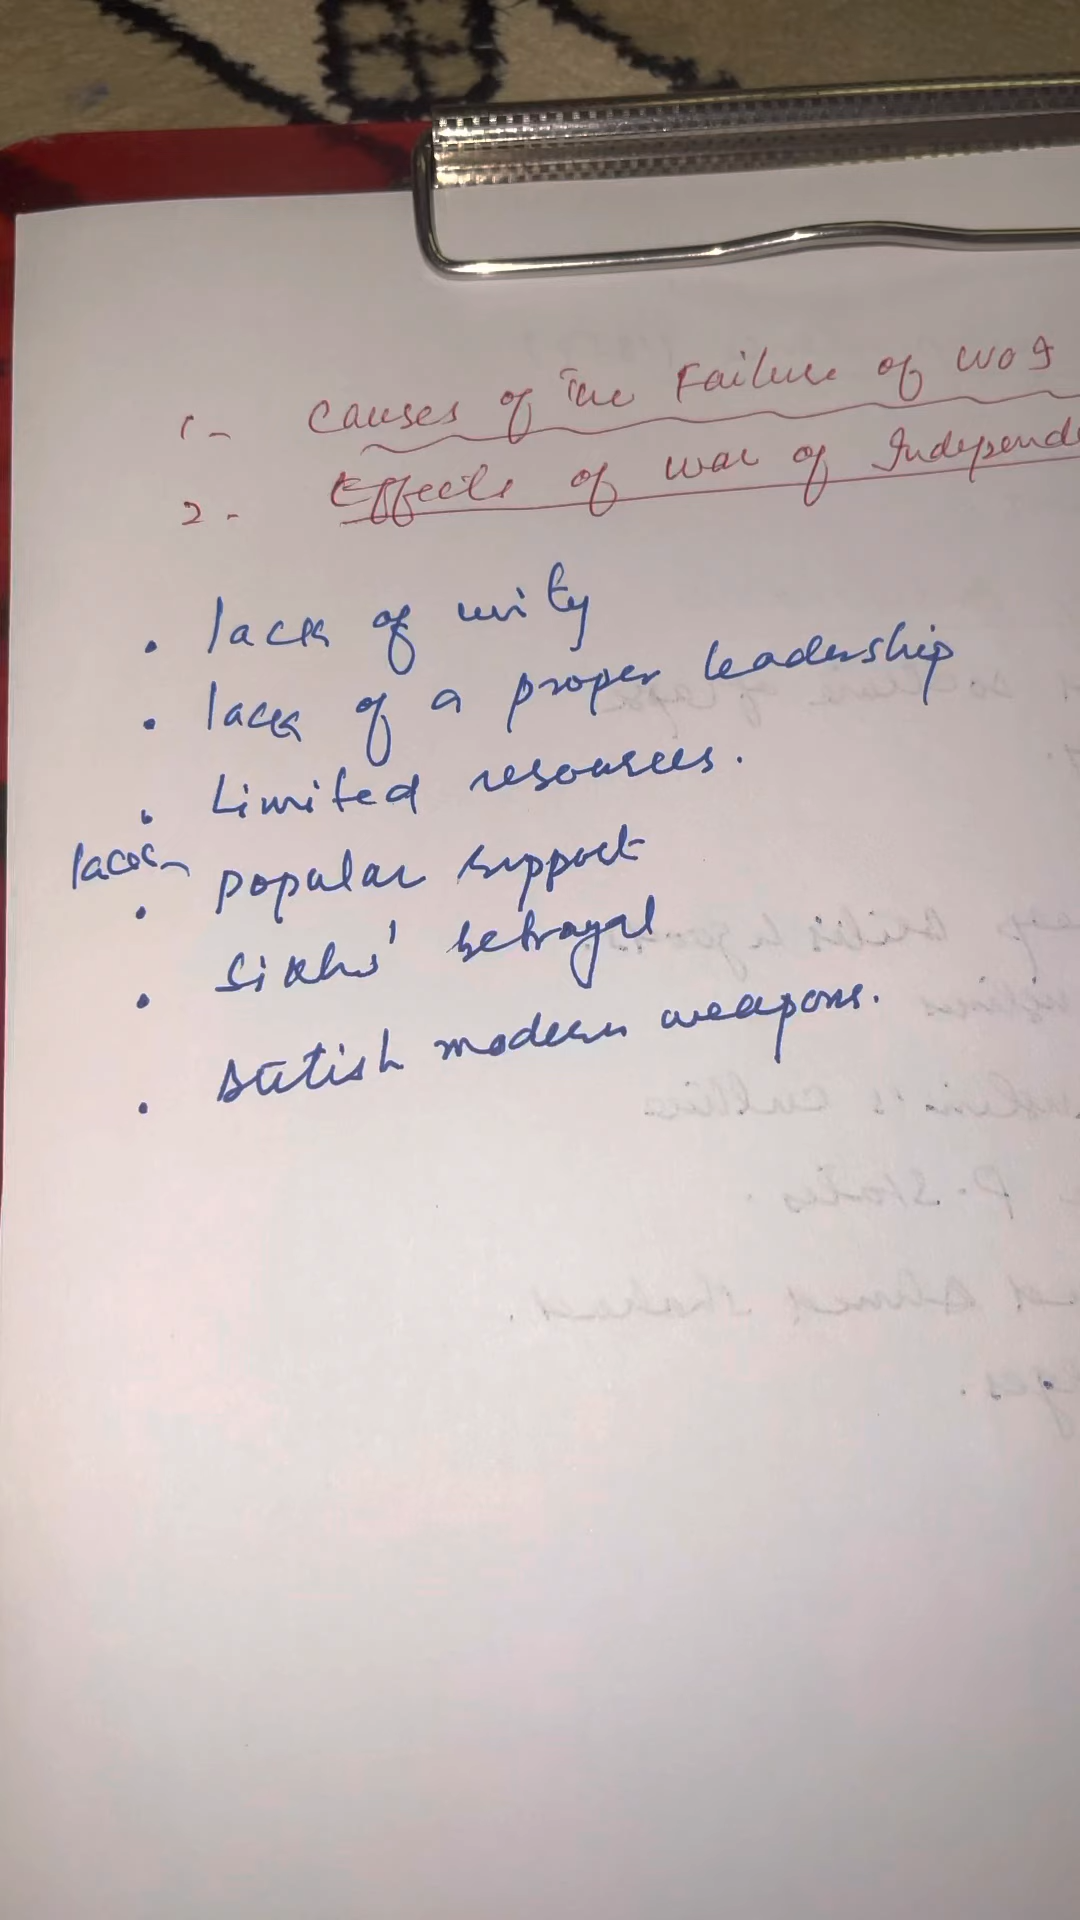 1- Causes of The Failure of WOI
2- Effects of War of Independ
• lack of unity
• lack of a proper leadership
• Limited resources.
lack
• popular support
• Sikhs' betrayal
• British modern weapons.